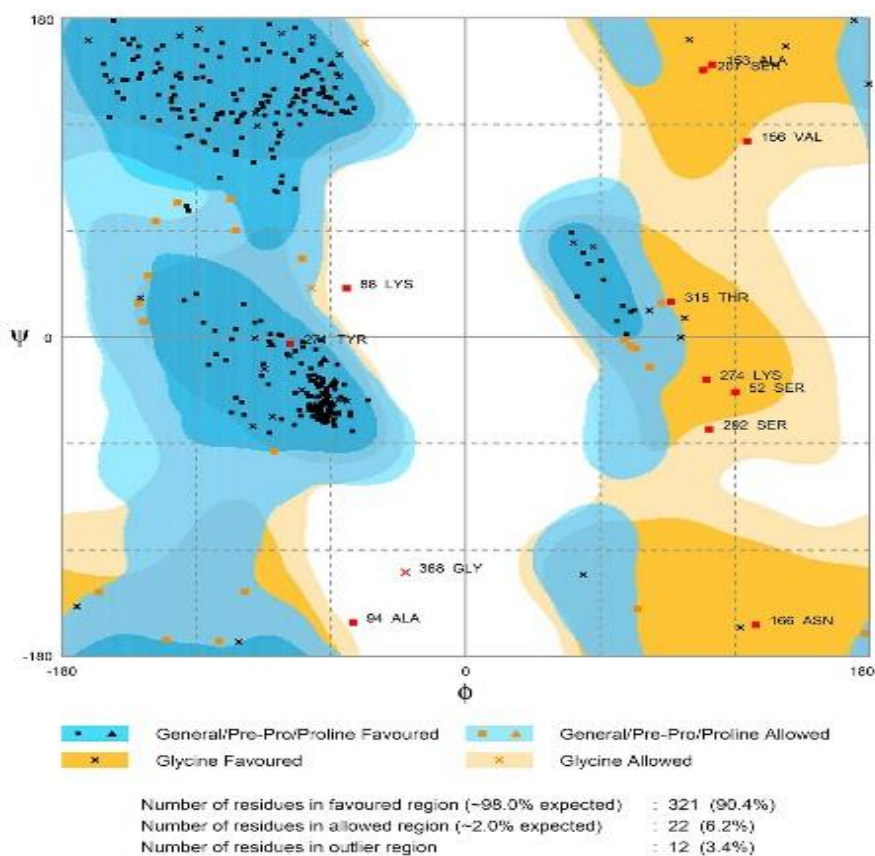 180
153 ALA
207 SER
156 VAL
88 LYS
315 THR
Ψ 0
271 TYR
274 LYS
52 SER
282 SER
368 GLY
94 ALA
166 ASN
-180
-180 0 180
Φ
General/Pre-Pro/Proline Favoured General/Pre-Pro/Proline Allowed
Glycine Favoured Glycine Allowed
Number of residues in favoured region (~98.0% expected) : 321 (90.4%)
Number of residues in allowed region (~2.0% expected) : 22 (6.2%)
Number of residues in outlier region : 12 (3.4%)